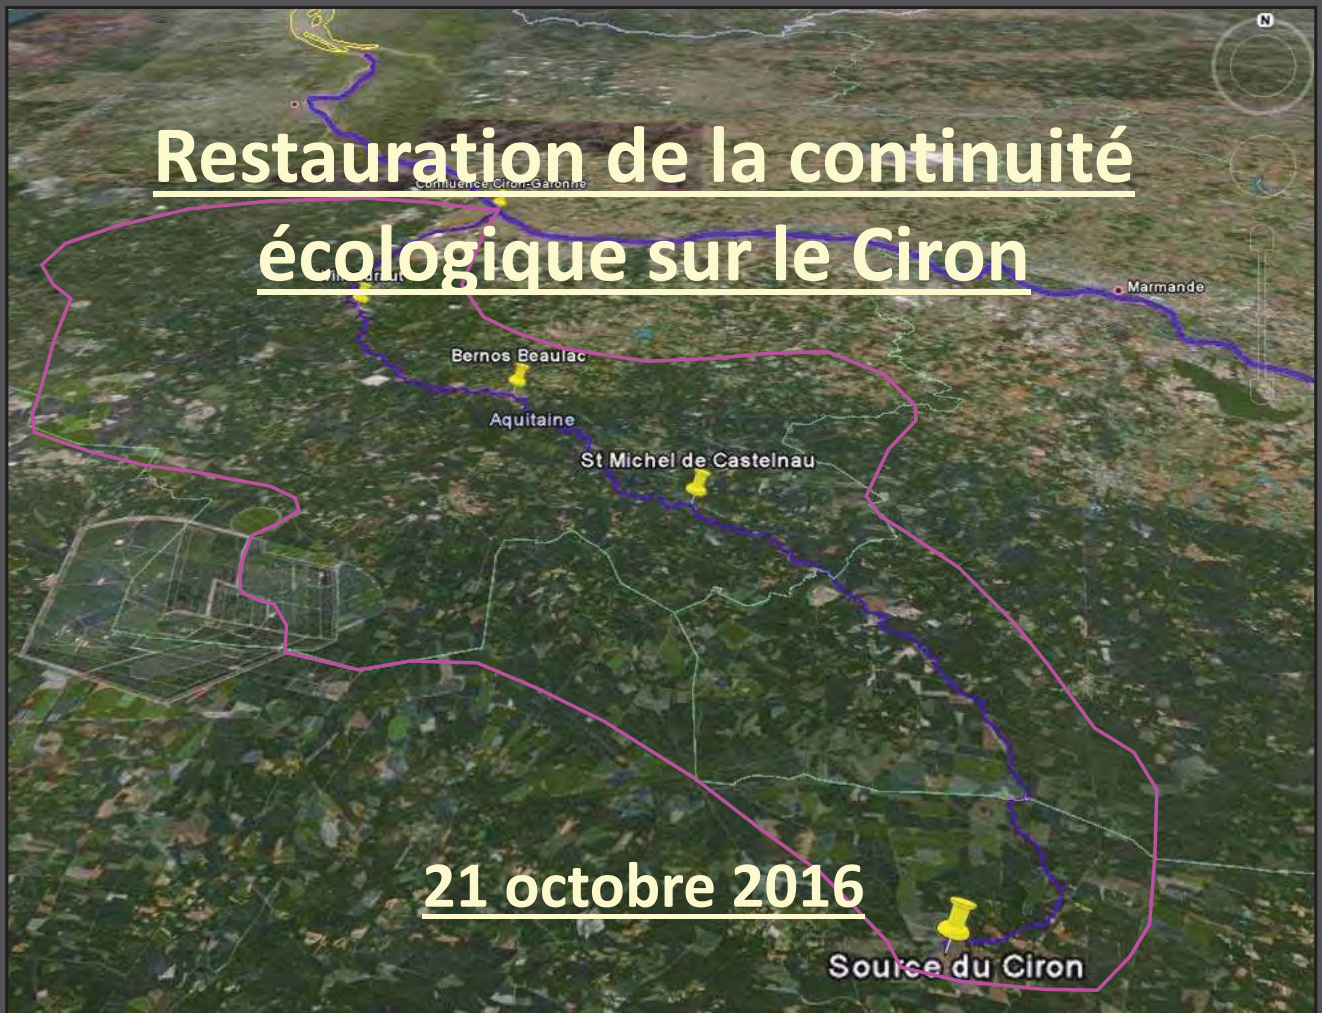 N
Restauration de la continuité
Confluence Ciron-Garonne
écologique sur le Ciron
Marmande
Bernos Beaulac
Aquitaine
St Michel de Castelnau
21 octobre 2016
Source du Ciron